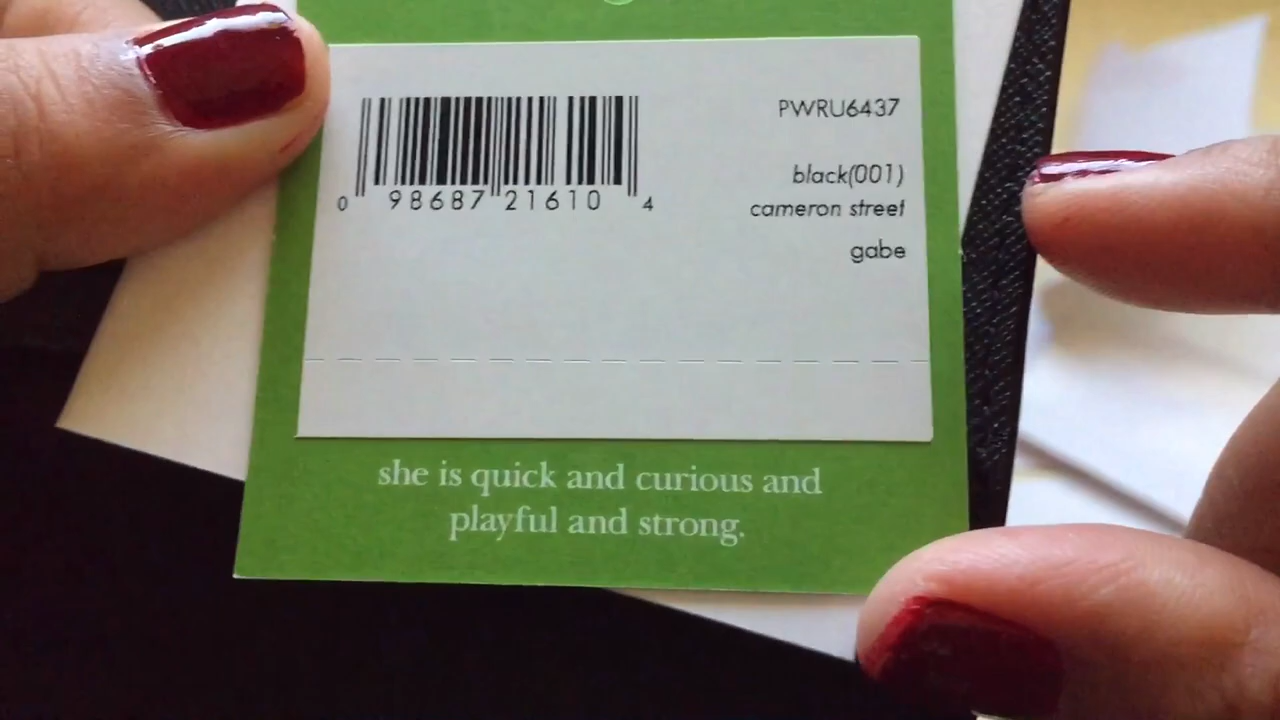 PWRU6437
0 98687 21610 4
black(001)
cameron street
gabe
she is quick and curious and
playful and strong.